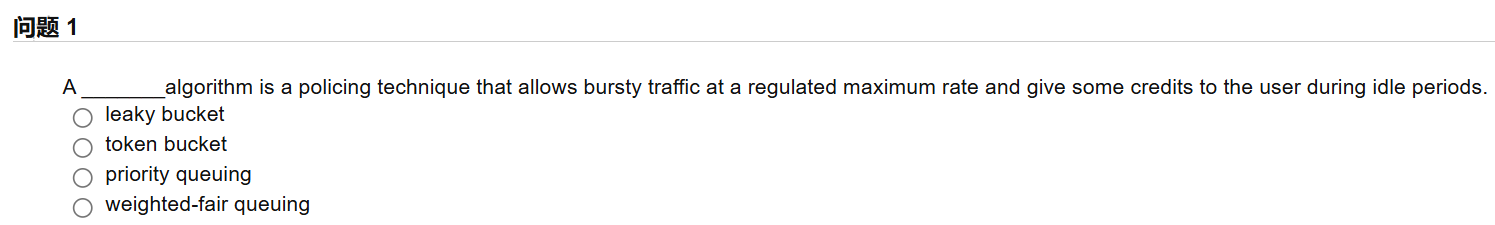 问题 1
A ________algorithm is a policing technique that allows bursty traffic at a regulated maximum rate and give some credits to the user during idle periods.
leaky bucket
token bucket
priority queuing
weighted-fair queuing